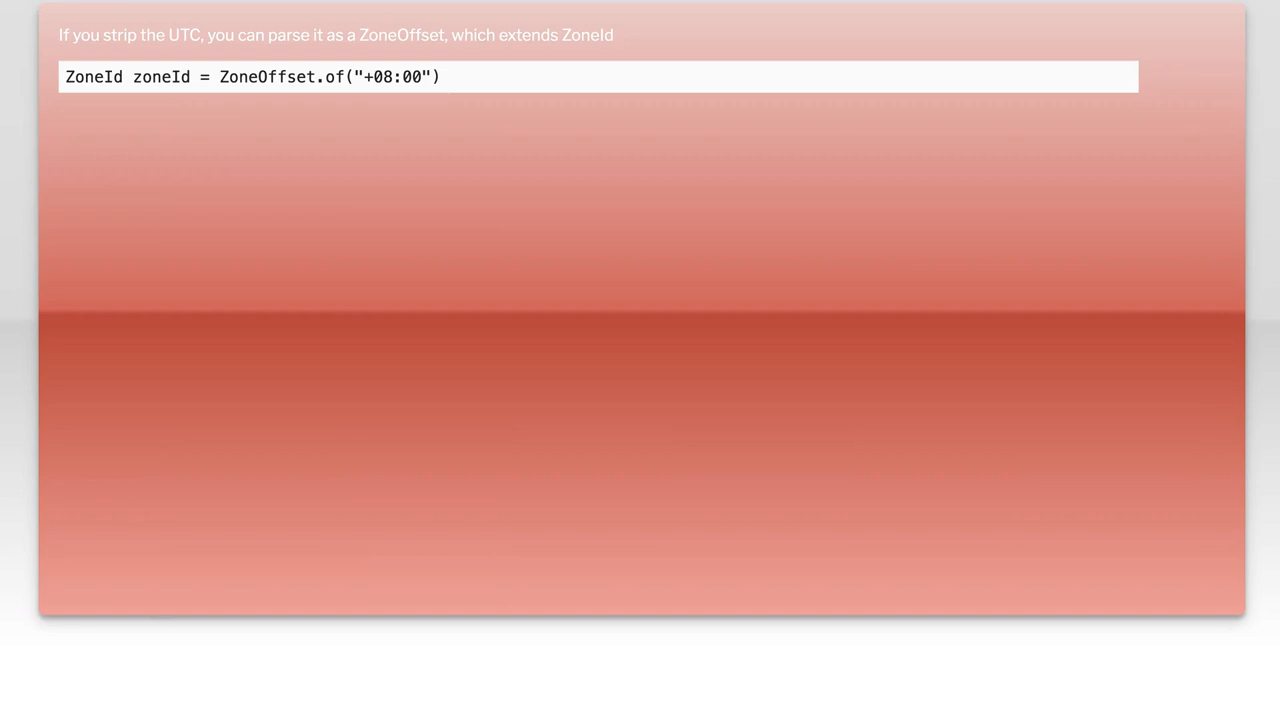 If you strip the UTC, you can parse it as a ZoneOffset, which extends ZoneId
ZoneId zoneId = ZoneOffset.of("+08:00")